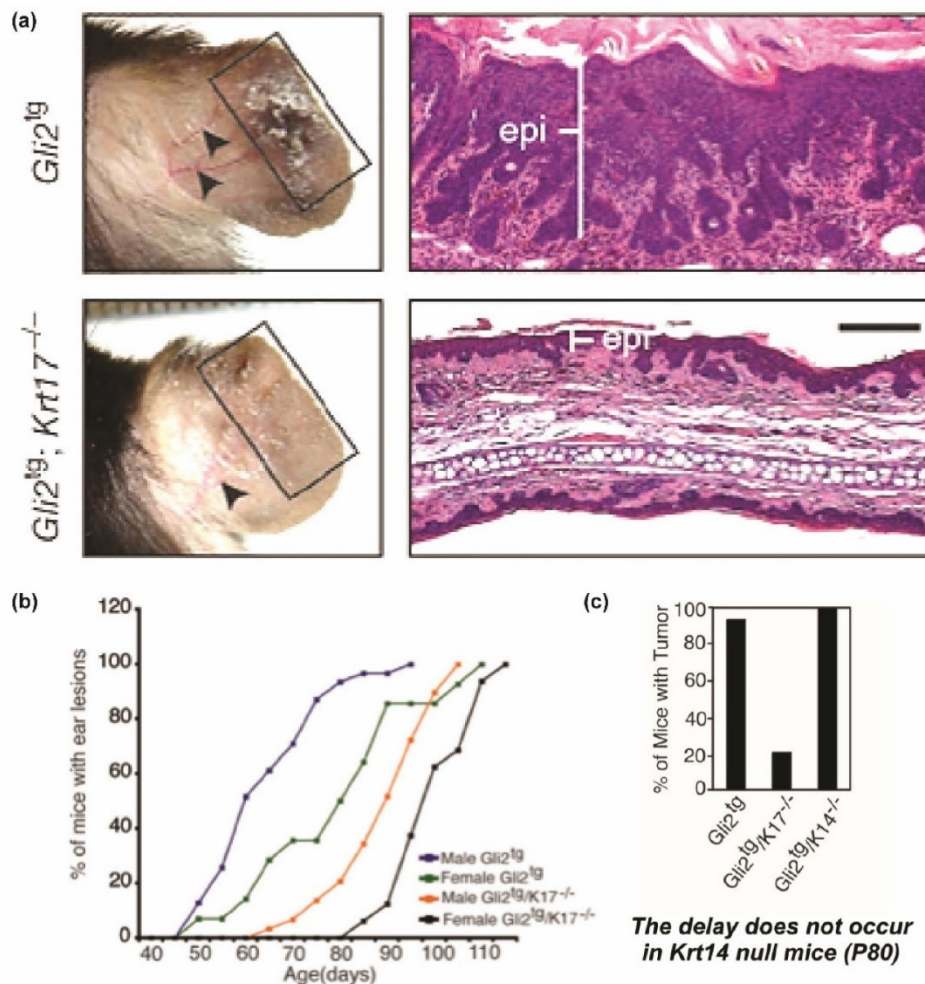 (a)
Gli2tg
epi
Gli2tg; Krt17–/–
epi
(b)
120
100
80
60
40
20
0
% of mice with ear lesions
40 50 60 70 80 90 100 110
Age(days)
Male Gli2tg
Female Gli2tg
Male Gli2tg/K17-/-
Female Gli2tg/K17-/-
(c)
100
80
60
40
20
0
% of Mice with Tumor
Gli2tg
Gli2tg/K17-/-
Gli2tg/K14-/-
The delay does not occur
in Krt14 null mice (P80)